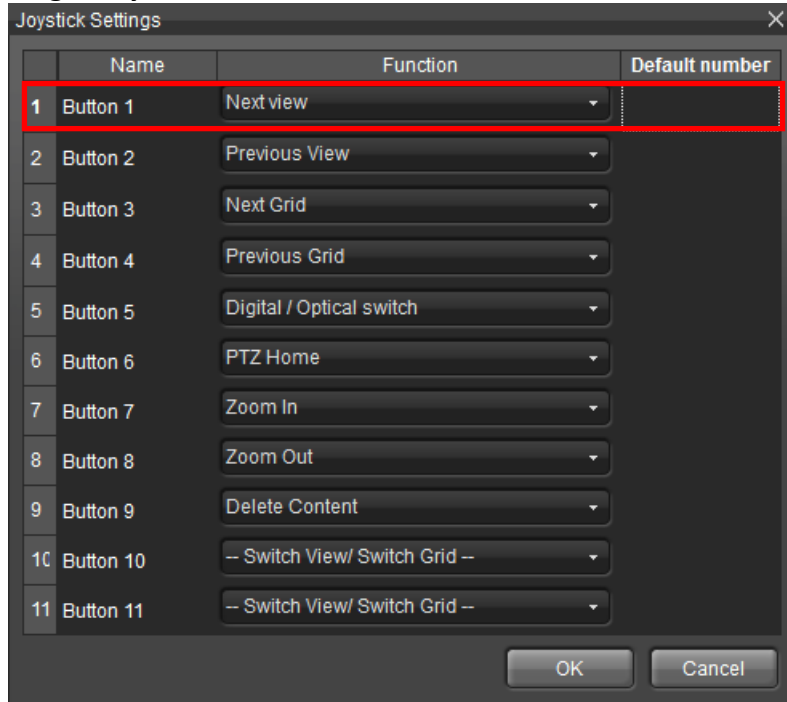 Joystick Settings
Name Function Default number
1 Button 1 Next view
2 Button 2 Previous View
3 Button 3 Next Grid
4 Button 4 Previous Grid
5 Button 5 Digital / Optical switch
6 Button 6 PTZ Home
7 Button 7 Zoom In
8 Button 8 Zoom Out
9 Button 9 Delete Content
10 Button 10 -- Switch View/ Switch Grid --
11 Button 11 -- Switch View/ Switch Grid --
OK Cancel